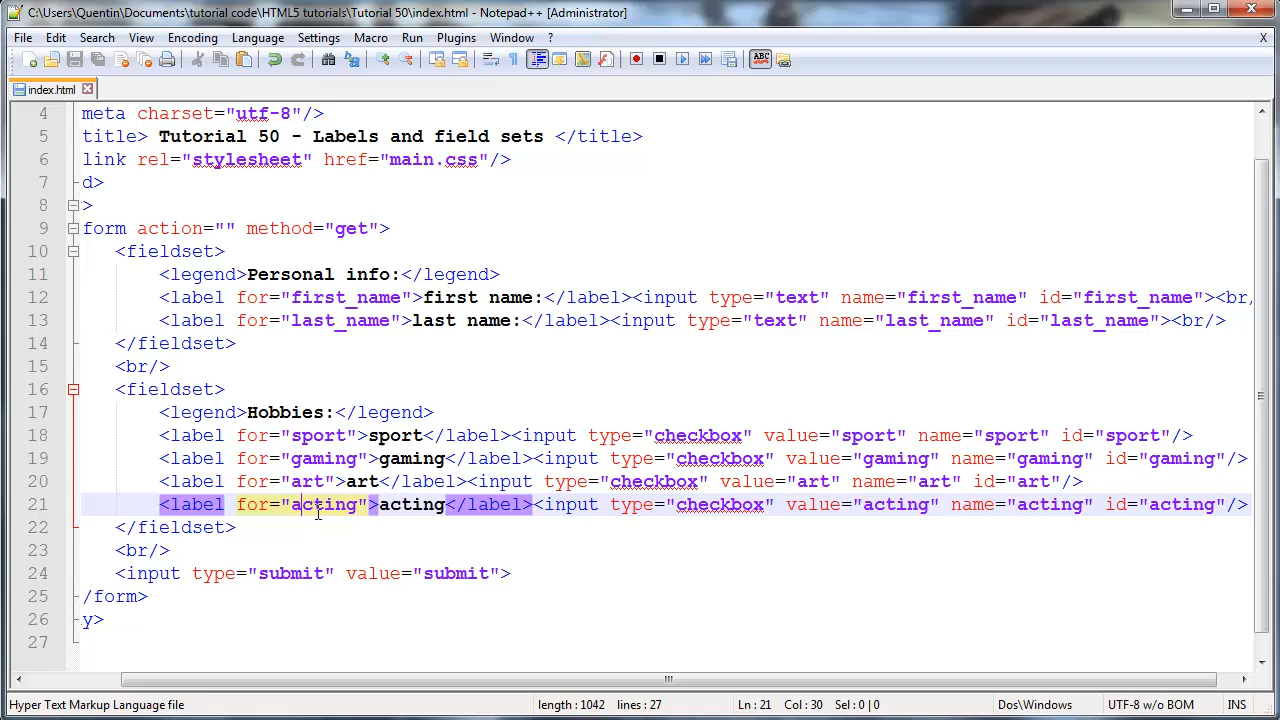 C:\Users\Quentin\Documents\tutorial code\HTML5 tutorials\Tutorial 50\index.html - Notepad++ [Administrator]
File Edit Search View Encoding Language Settings Macro Run Plugins Window ? X
ABC
index.html
4 meta charset="utf-8"/>
5 title> Tutorial 50 - Labels and field sets </title>
6 link rel="stylesheet" href="main.css"/>
7 d>
8 >
9 form action="" method="get">
10 <fieldset>
11 <legend>Personal info:</legend>
12 <label for="first_name">first name:</label><input type="text" name="first_name" id="first_name"><br/
13 <label for="last_name">last name:</label><input type="text" name="last_name" id="last_name"><br/>
14 </fieldset>
15 <br/>
16 <fieldset>
17 <legend>Hobbies:</legend>
18 <label for="sport">sport</label><input type="checkbox" value="sport" name="sport" id="sport"/>
19 <label for="gaming">gaming</label><input type="checkbox" value="gaming" name="gaming" id="gaming"/>
20 <label for="art">art</label><input type="checkbox" value="art" name="art" id="art"/>
21 <label for="acting">acting</label><input type="checkbox" value="acting" name="acting" id="acting"/>
22 </fieldset>
23 <br/>
24 <input type="submit" value="submit">
25 /form>
26 y>
27
Hyper Text Markup Language file length : 1042 lines : 27 Ln : 21 Col : 30 Sel : 0 | 0 Dos\Windows UTF-8 w/o BOM INS